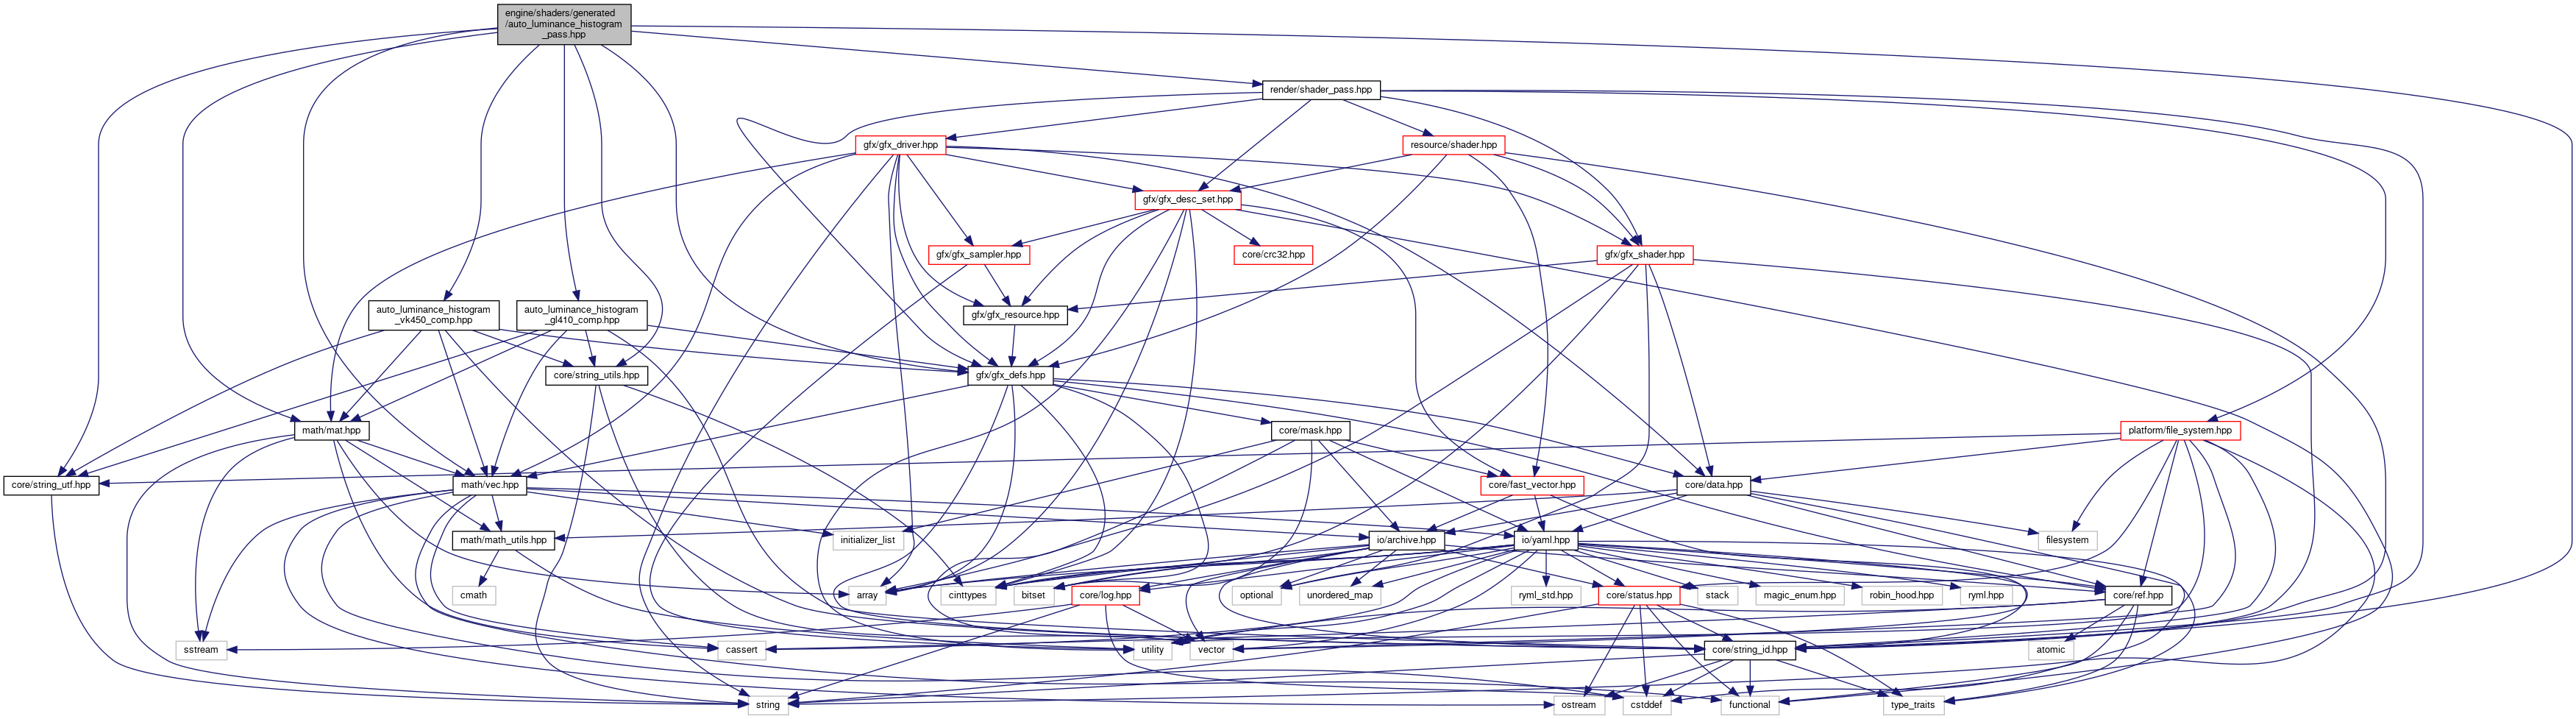 engine/shaders/generated
/auto_luminance_histogram
_pass.hpp
render/shader_pass.hpp
gfx/gfx_driver.hpp
resource/shader.hpp
gfx/gfx_desc_set.hpp
gfx/gfx_sampler.hpp
core/crc32.hpp
gfx/gfx_shader.hpp
auto_luminance_histogram
_vk450_comp.hpp
auto_luminance_histogram
_gl410_comp.hpp
gfx/gfx_resource.hpp
core/string_utils.hpp
gfx/gfx_defs.hpp
math/mat.hpp
core/mask.hpp
platform/file_system.hpp
core/string_utf.hpp
math/vec.hpp
core/fast_vector.hpp
core/data.hpp
math/math_utils.hpp
initializer_list
io/archive.hpp
io/yaml.hpp
filesystem
cmath
array
cinttypes
bitset
core/log.hpp
optional
unordered_map
ryml_std.hpp
core/status.hpp
stack
magic_enum.hpp
robin_hood.hpp
ryml.hpp
core/ref.hpp
sstream
cassert
utility
vector
core/string_id.hpp
atomic
string
ostream
cstddef
functional
type_traits